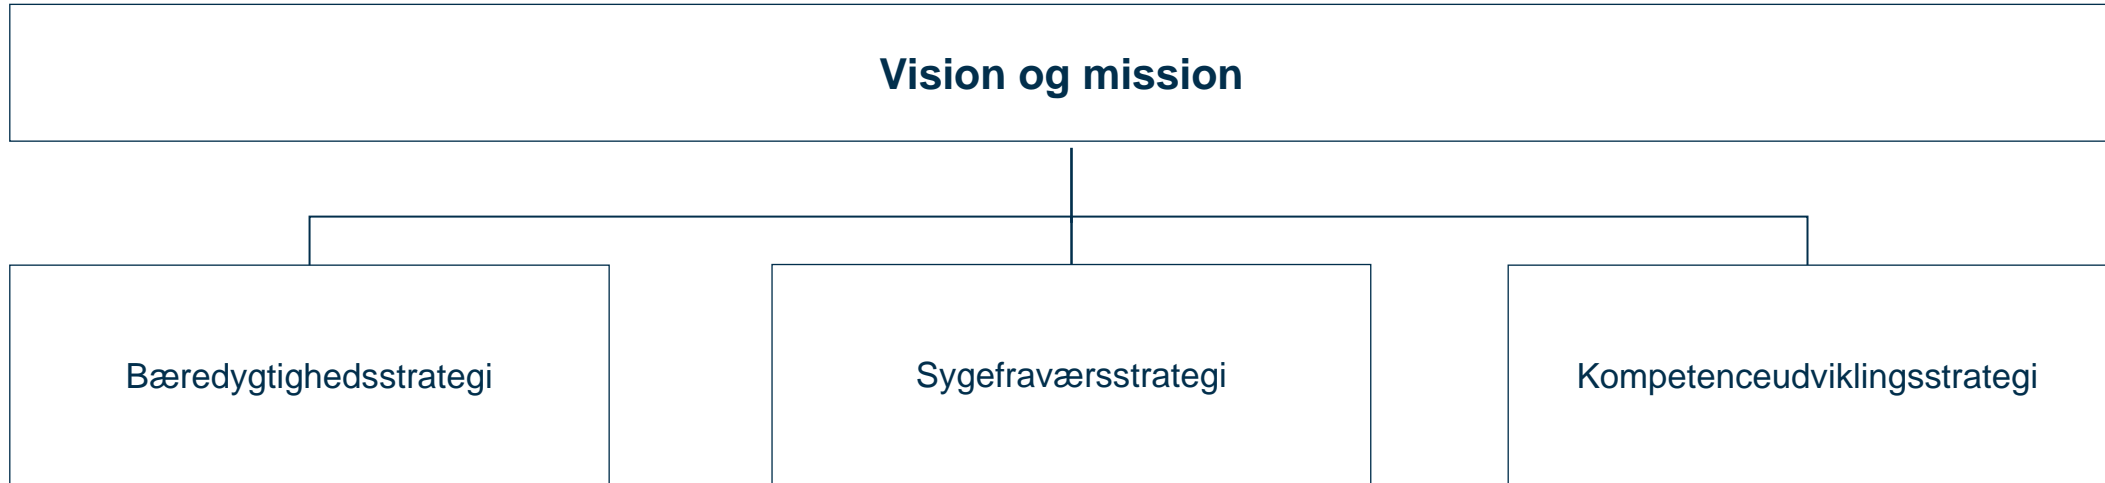 Vision og mission
Bæredygtighedsstrategi
Sygefraværsstrategi
Kompetenceudviklingsstrategi